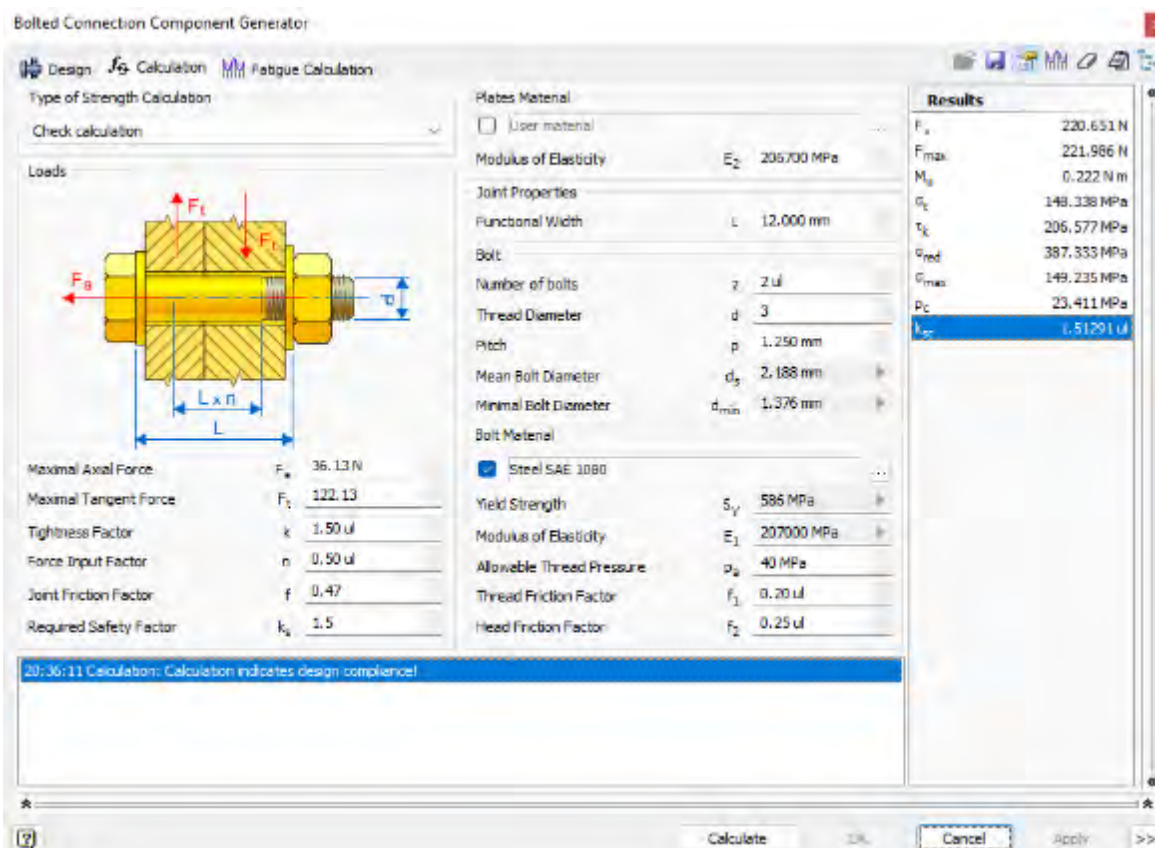 Bolted Connection Component Generator
Design
Calculation
Fatigue Calculation
Type of Strength Calculation
Check calculation
Loads
Ft
Ft
Fa
d
L x n
L
Maximal Axial Force Fa 36.13 N
Maximal Tangent Force Ft 122.13
Tightness Factor k 1.50 ul
Force Input Factor n 0.50 ul
Joint Friction Factor f 0.47
Required Safety Factor ks 1.5
Plates Material
User material ...
Modulus of Elasticity E2 206700 MPa
Joint Properties
Functional Width L 12.000 mm
Bolt
Number of bolts z 2 ul
Thread Diameter d 3
Pitch p 1.250 mm
Mean Bolt Diameter ds 2.188 mm
Minimal Bolt Diameter dmin 1.376 mm
Bolt Material
Steel SAE 1080 ...
Yield Strength Sy 586 MPa
Modulus of Elasticity E1 207000 MPa
Allowable Thread Pressure pa 40 MPa
Thread Friction Factor f1 0.20 ul
Head Friction Factor f2 0.25 ul
Results
220.651 N
Fmax 221.986 N
0.222 N m
148.338 MPa
τk 206.577 MPa
σred 387.333 MPa
σmax 149.235 MPa
pc 23.411 MPa
1.51291 ul
20:36:11 Calculation: Calculation indicates design compliance!
?
Calculate
OK
Cancel
Apply
>>